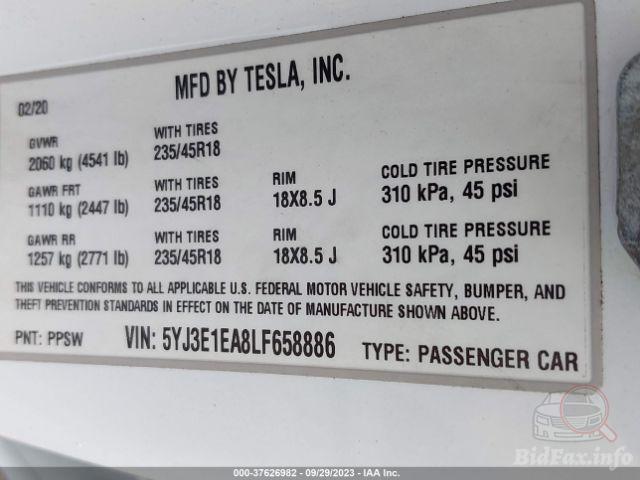 MFD BY TESLA, INC.
02/20
GVWR WITH TIRES
2060 kg (4541 lb) 235/45R18
GAWR FRT WITH TIRES RIM COLD TIRE PRESSURE
1110 kg (2447 lb) 235/45R18 18X8.5 J 310 kPa, 45 psi
GAWR RR WITH TIRES RIM COLD TIRE PRESSURE
1257 kg (2771 lb) 235/45R18 18X8.5 J 310 kPa, 45 psi
THIS VEHICLE CONFORMS TO ALL APPLICABLE U.S. FEDERAL MOTOR VEHICLE SAFETY, BUMPER, AND
THEFT PREVENTION STANDARDS IN EFFECT ON THE DATE OF MANUFACTURE SHOWN ABOVE.
PNT: PPSW VIN: 5YJ3E1EA8LF658886 TYPE: PASSENGER CAR
BidFax.info
000-37626982 - 09/29/2023 - IAA Inc.